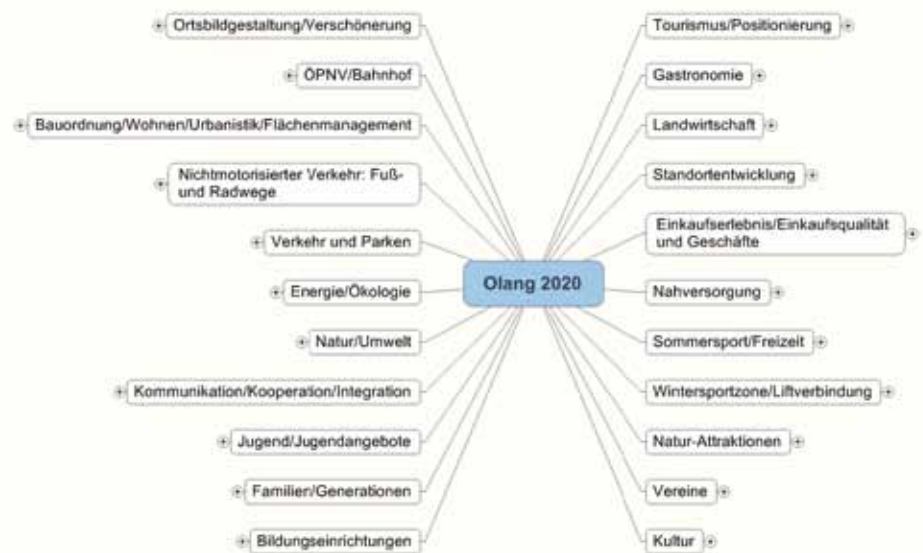 Ortsbildgestaltung/Verschönerung
ÖPNV/Bahnhof
Bauordnung/Wohnen/Urbanistik/Flächenmanagement
Nichtmotorisierter Verkehr: Fuß-
und Radwege
Verkehr und Parken
Energie/Ökologie
Natur/Umwelt
Kommunikation/Kooperation/Integration
Jugend/Jugendangebote
Familien/Generationen
Bildungseinrichtungen
Olang 2020
Tourismus/Positionierung
Gastronomie
Landwirtschaft
Standortentwicklung
Einkaufserlebnis/Einkaufsqualität
und Geschäfte
Nahversorgung
Sommersport/Freizeit
Wintersportzone/Liftverbindung
Natur-Attraktionen
Vereine
Kultur